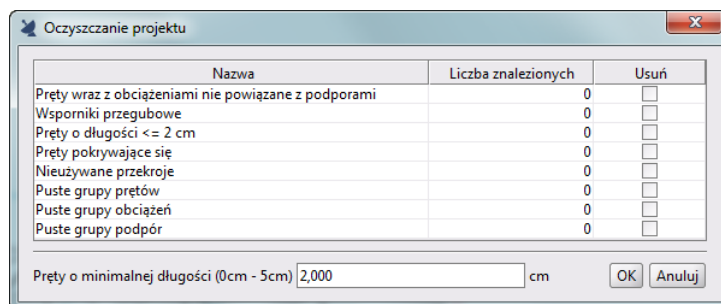 Oczyszczanie projektu
Nazwa Liczba znalezionych Usuń
Pręty wraz z obciążeniami nie powiązane z podporami 0
Wsporniki przegubowe 0
Pręty o długości <= 2 cm 0
Pręty pokrywające się 0
Nieużywane przekroje 0
Puste grupy prętów 0
Puste grupy obciążeń 0
Puste grupy podpór 0
Pręty o minimalnej długości (0cm - 5cm) 2,000 cm OK Anuluj